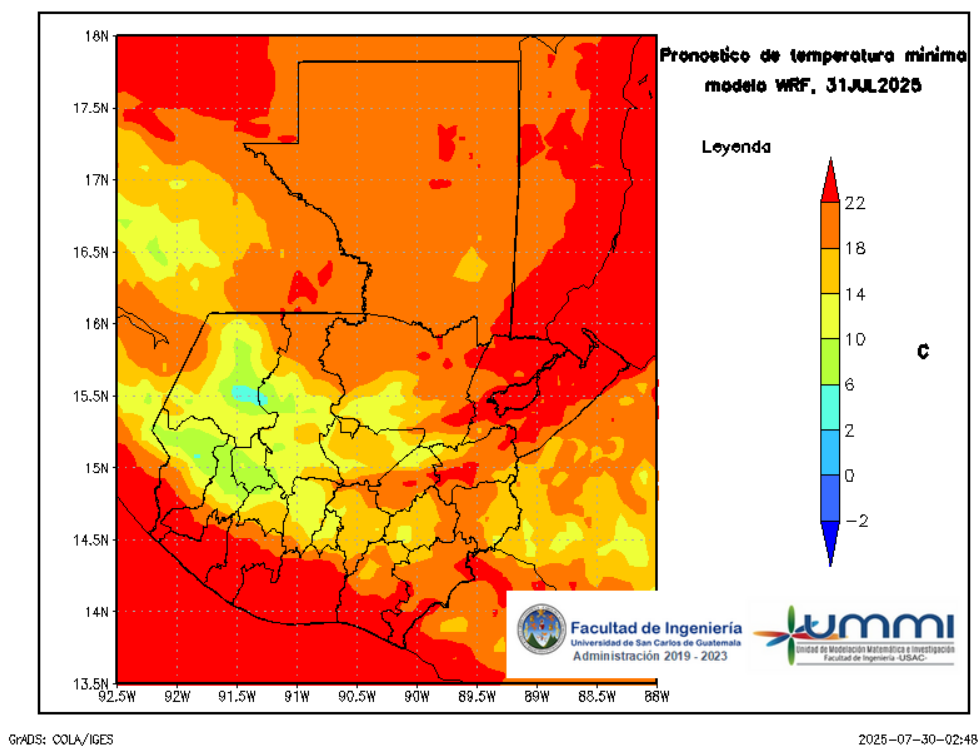 Pronostico de temperatura minima
modelo WRF, 31JUL2025
Leyenda
22
18
14
10
6
2
0
−2
C
18N
17.5N
17N
16.5N
16N
15.5N
15N
14.5N
14N
13.5N
92.5W 92W 91.5W 91W 90.5W 90W 89.5W 89W 88.5W 88W
Facultad de Ingeniería
Universidad de San Carlos de Guatemala
Administración 2019 - 2023
ummi
Unidad de Modelación Matemática e Investigación
Facultad de Ingeniería -USAC-
GrADS: COLA/IGES
2025-07-30-02:48